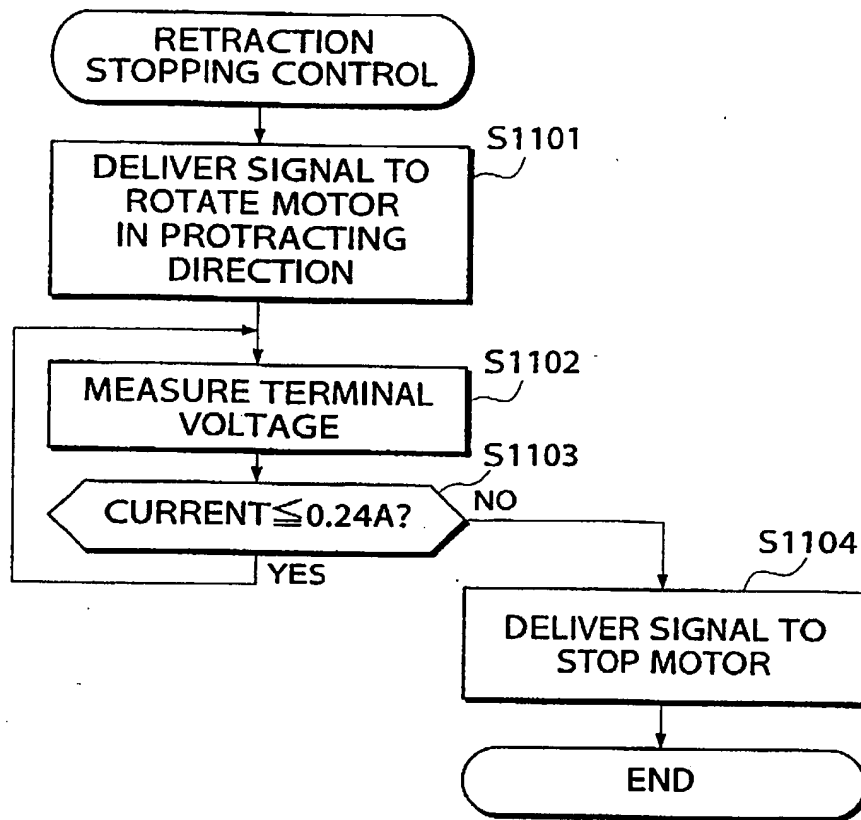 RETRACTION
STOPPING CONTROL
S1101
DELIVER SIGNAL TO
ROTATE MOTOR
IN PROTRACTING
DIRECTION
S1102
MEASURE TERMINAL
VOLTAGE
S1103
CURRENT≦0.24A?
NO
YES
S1104
DELIVER SIGNAL TO
STOP MOTOR
END